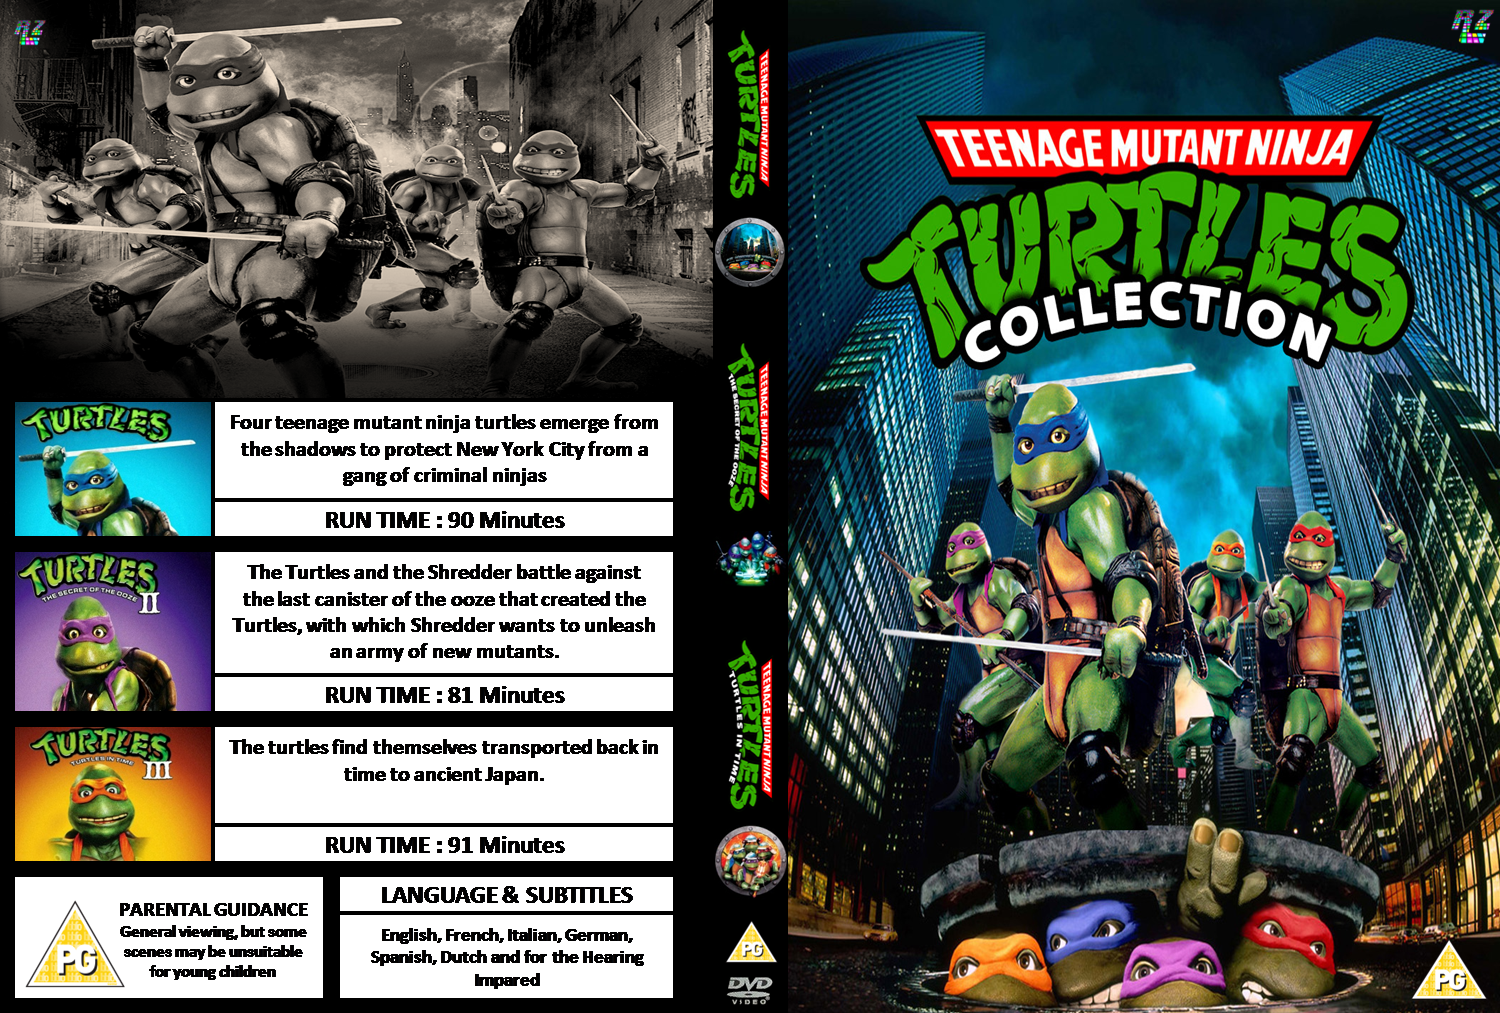 RZ
TURTLES
Four teenage mutant ninja turtles emerge from
the shadows to protect New York City from a
gang of criminal ninjas
RUN TIME : 90 Minutes
TURTLES
THE SECRET OF THE OOZE
II
The Turtles and the Shredder battle against
the last canister of the ooze that created the
Turtles, with which Shredder wants to unleash
an army of new mutants.
RUN TIME : 81 Minutes
TURTLES
TURTLES IN TIME
III
The turtles find themselves transported back in
time to ancient Japan.
RUN TIME : 91 Minutes
PG
PARENTAL GUIDANCE
General viewing, but some
scenes may be unsuitable
for young children
LANGUAGE & SUBTITLES
English, French, Italian, German,
Spanish, Dutch and for the Hearing
Impared
TEENAGE MUTANT NINJA
TURTLES
TEENAGE MUTANT NINJA
TURTLES
THE SECRET OF THE OOZE
TEENAGE MUTANT NINJA
TURTLES
TURTLES IN TIME
PG
DVD
VIDEO
RZ
TEENAGE MUTANT NINJA
TURTLES
COLLECTION
PG